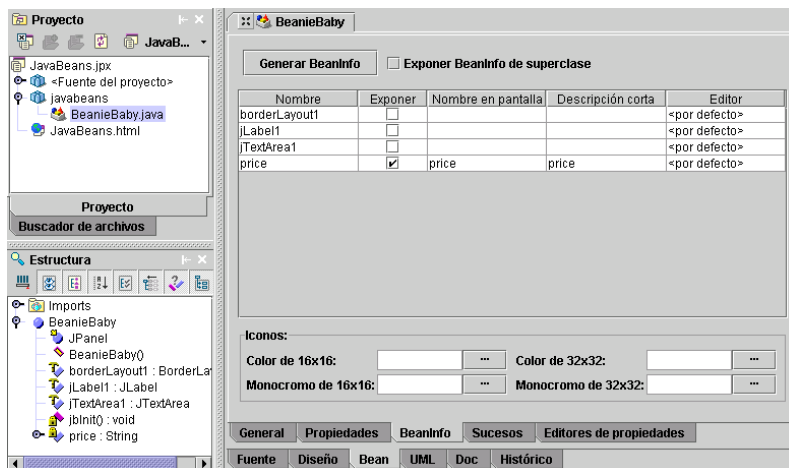 Proyecto
JavaB...
JavaBeans.jpx
<Fuente del proyecto>
javabeans
BeanieBaby.java
JavaBeans.html
Proyecto
Buscador de archivos
Estructura
Imports
BeanieBaby
JPanel
BeanieBaby()
borderLayout1 : BorderLa
jLabel1 : JLabel
jTextArea1 : JTextArea
jbInit() : void
price : String
BeanieBaby
Generar BeanInfo Exponer BeanInfo de superclase
Nombre Exponer Nombre en pantalla Descripción corta Editor
borderLayout1 <por defecto>
jLabel1 <por defecto>
jTextArea1 <por defecto>
price price price <por defecto>
Iconos:
Color de 16x16: ... Color de 32x32: ...
Monocromo de 16x16: ... Monocromo de 32x32: ...
General Propiedades BeanInfo Sucesos Editores de propiedades
Fuente Diseño Bean UML Doc Histórico